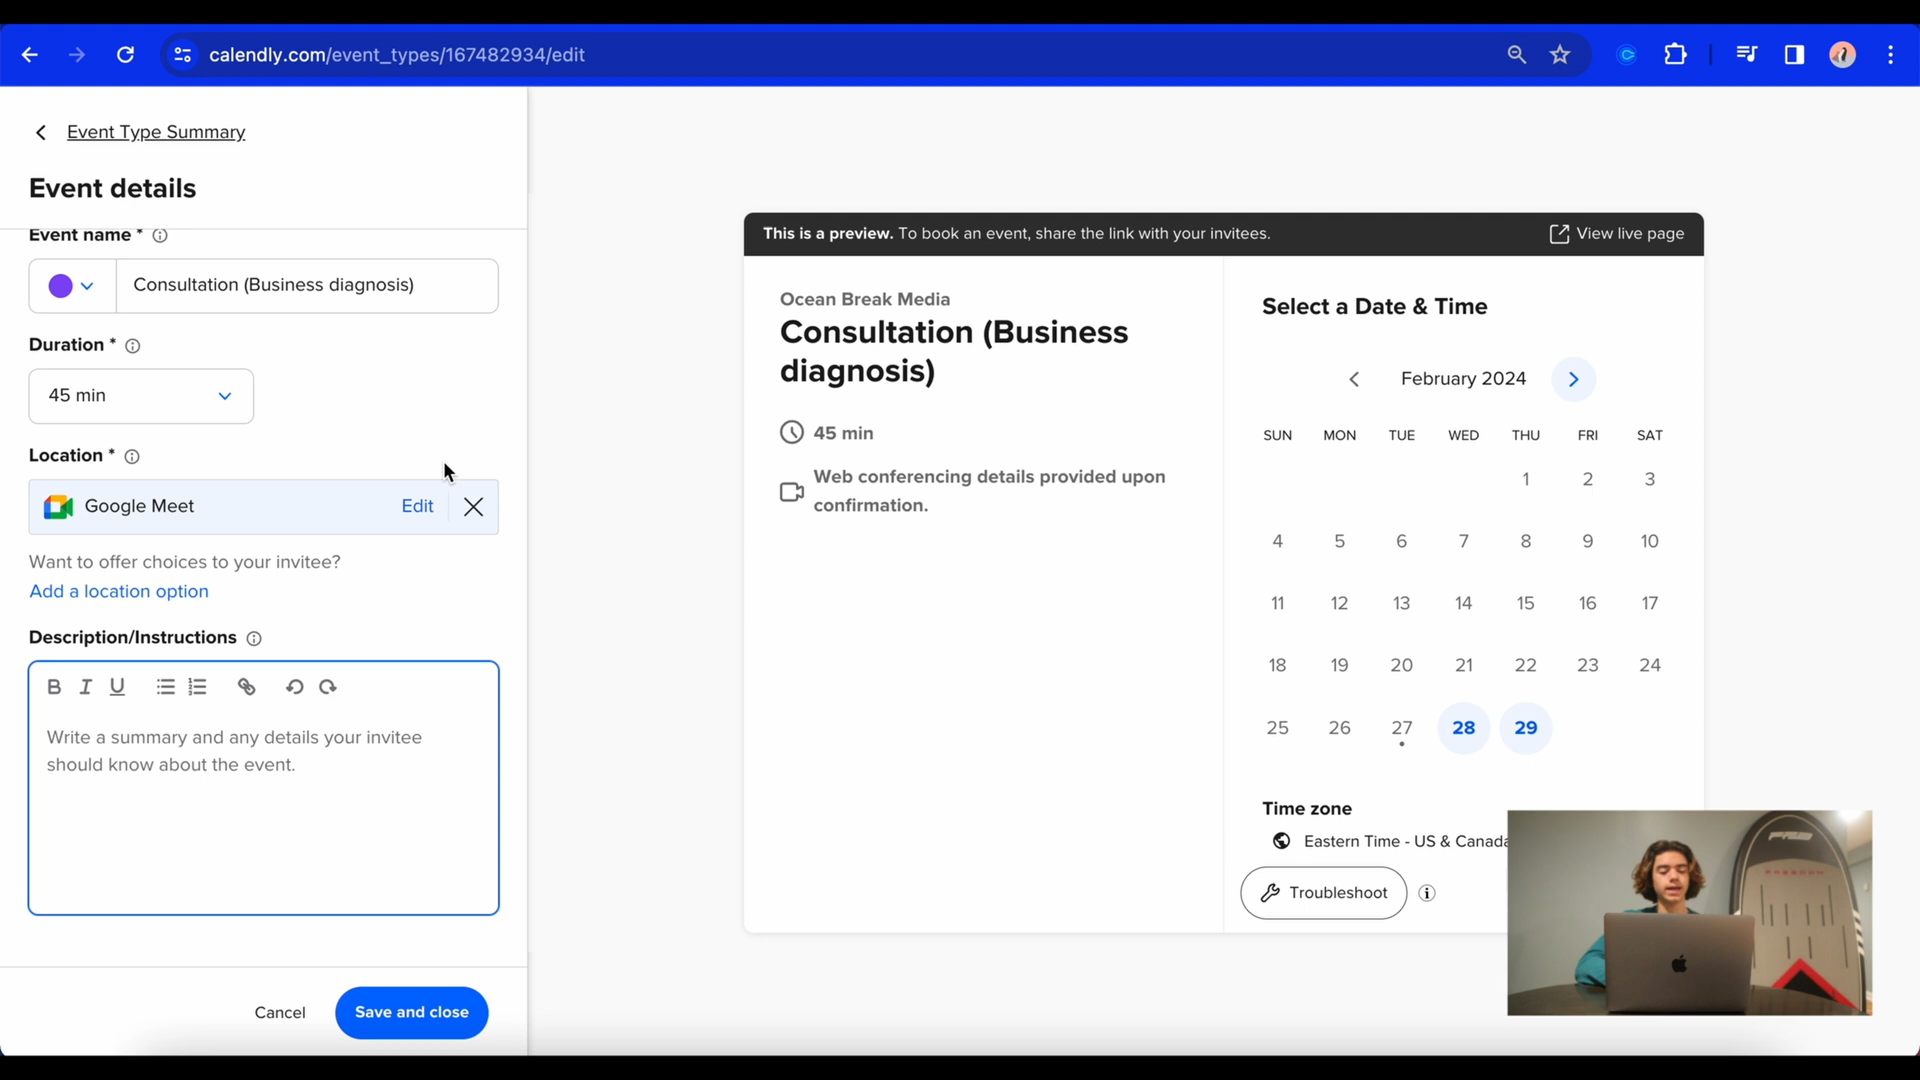 calendly.com/event_types/167482934/edit
Event Type Summary
Event details
Event name *
Consultation (Business diagnosis)
Duration *
45 min
Location *
Google Meet Edit
Want to offer choices to your invitee?
Add a location option
Description/Instructions
B I U
Write a summary and any details your invitee
should know about the event.
Cancel Save and close
This is a preview. To book an event, share the link with your invitees. View live page
Ocean Break Media
Consultation (Business
diagnosis)
45 min
Web conferencing details provided upon
confirmation.
Select a Date & Time
February 2024
SUN MON TUE WED THU FRI SAT
1 2 3
4 5 6 7 8 9 10
11 12 13 14 15 16 17
18 19 20 21 22 23 24
25 26 27 28 29
Time zone
Eastern Time - US & Canada
Troubleshoot